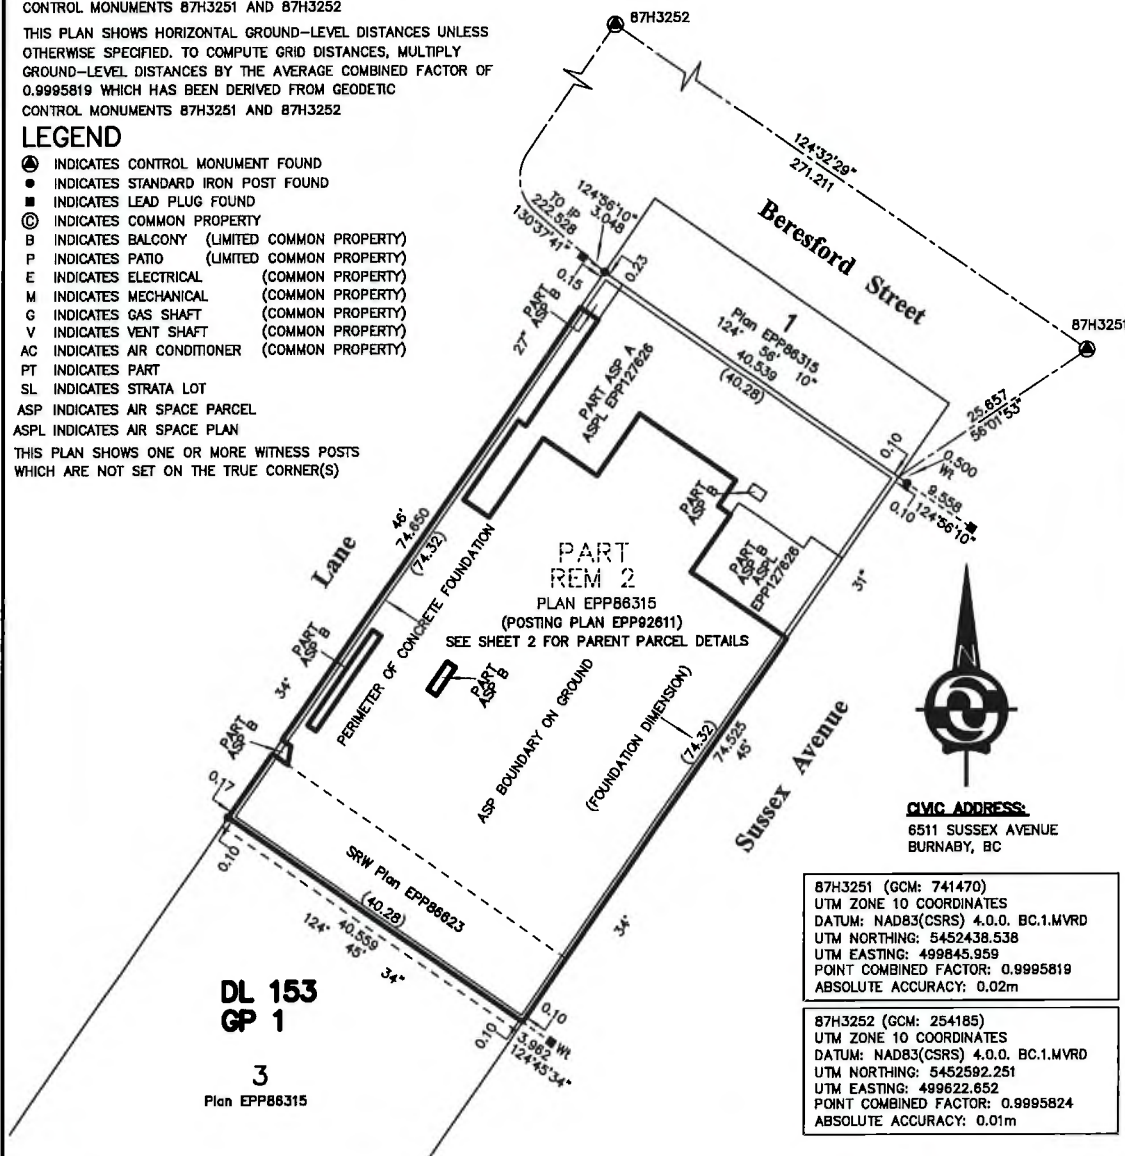 CONTROL MONUMENTS 87H3251 AND 87H3252
THIS PLAN SHOWS HORIZONTAL GROUND-LEVEL DISTANCES UNLESS
OTHERWISE SPECIFIED. TO COMPUTE GRID DISTANCES, MULTIPLY
GROUND-LEVEL DISTANCES BY THE AVERAGE COMBINED FACTOR OF
0.9995819 WHICH HAS BEEN DERIVED FROM GEODETIC
CONTROL MONUMENTS 87H3251 AND 87H3252
LEGEND
INDICATES CONTROL MONUMENT FOUND
INDICATES STANDARD IRON POST FOUND
INDICATES LEAD PLUG FOUND
© INDICATES COMMON PROPERTY
B INDICATES BALCONY (LIMITED COMMON PROPERTY)
P INDICATES PATIO (LIMITED COMMON PROPERTY)
E INDICATES ELECTRICAL (COMMON PROPERTY)
M INDICATES MECHANICAL (COMMON PROPERTY)
G INDICATES GAS SHAFT (COMMON PROPERTY)
V INDICATES VENT SHAFT (COMMON PROPERTY)
AC INDICATES AIR CONDITIONER (COMMON PROPERTY)
PT INDICATES PART
SL INDICATES STRATA LOT
ASP INDICATES AIR SPACE PARCEL
ASPL INDICATES AIR SPACE PLAN
THIS PLAN SHOWS ONE OR MORE WITNESS POSTS
WHICH ARE NOT SET ON THE TRUE CORNER(S)
87H3252
124°32'29"
271.211
Beresford Street
87H3251
25.657
56°01'53"
124°56'10"
3.048
TO IP
222.528
130°37'41"
0.15
0.23
1
Plan EPP86315
124° 56' 10"
40.539
(40.28)
0.10
0.500
Wt
9.558
124°56'10"
0.10
PART
ASP B
27"
PART ASP A
ASPL EPP127626
PART
ASP B
PART
ASP B
ASPL
EPP127626
31"
46'
74.650
(74.32)
Lane
PERIMETER OF CONCRETE FOUNDATION
PART
REM 2
PLAN EPP86315
(POSTING PLAN EPP92611)
SEE SHEET 2 FOR PARENT PARCEL DETAILS
PART
ASP B
34°
PART
ASP B
ASP BOUNDARY ON GROUND
(FOUNDATION DIMENSION)
(74.32)
74.525
45'
Sussex Avenue
PART
ASP B
0.17
0.10
SRW Plan EPP86623
(40.28)
40.559
124° 45' 34"
34°
0.10
0.10
3.962
Wt
124°45'34"
DL 153
GP 1
3
Plan EPP86315
N
CIVIC ADDRESS:
6511 SUSSEX AVENUE
BURNABY, BC
87H3251 (GCM: 741470)
UTM ZONE 10 COORDINATES
DATUM: NAD83(CSRS) 4.0.0. BC.1.MVRD
UTM NORTHING: 5452438.538
UTM EASTING: 499845.959
POINT COMBINED FACTOR: 0.9995819
ABSOLUTE ACCURACY: 0.02m
87H3252 (GCM: 254185)
UTM ZONE 10 COORDINATES
DATUM: NAD83(CSRS) 4.0.0. BC.1.MVRD
UTM NORTHING: 5452592.251
UTM EASTING: 499622.652
POINT COMBINED FACTOR: 0.9995824
ABSOLUTE ACCURACY: 0.01m